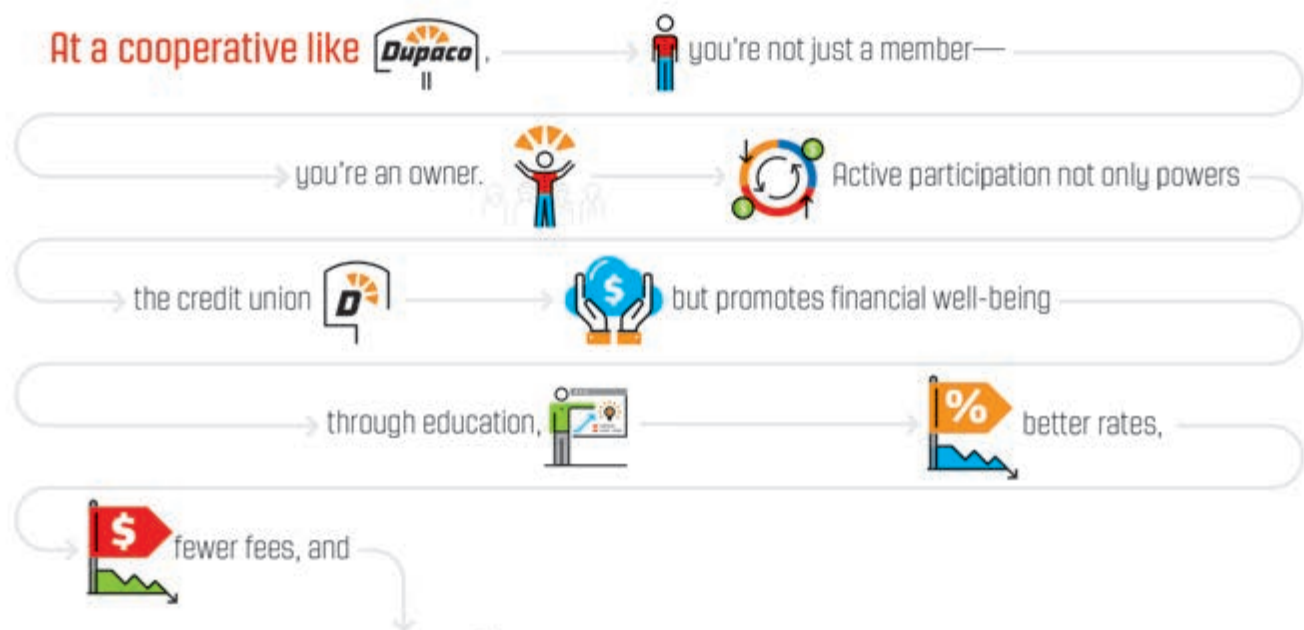 At a cooperative like Dupaco, you're not just a member—
you're an owner. Active participation not only powers
the credit union D but promotes financial well-being
through education, % better rates,
$ fewer fees, and